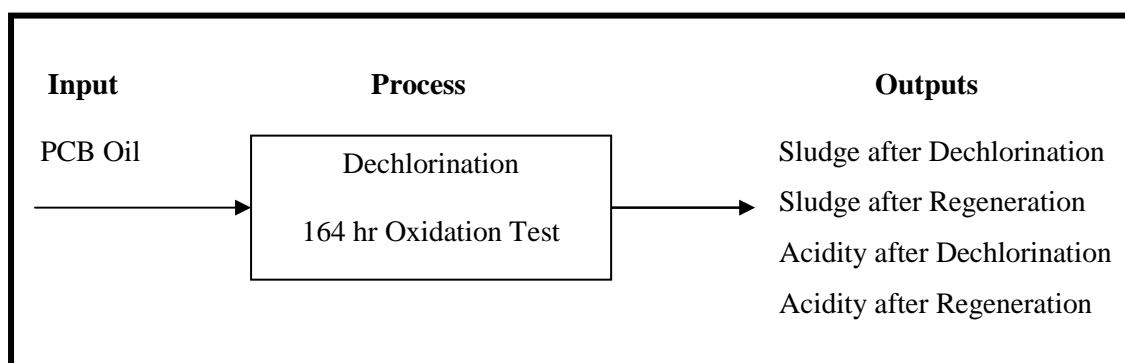 Input Process Outputs
PCB Oil
Dechlorination
164 hr Oxidation Test
Sludge after Dechlorination
Sludge after Regeneration
Acidity after Dechlorination
Acidity after Regeneration